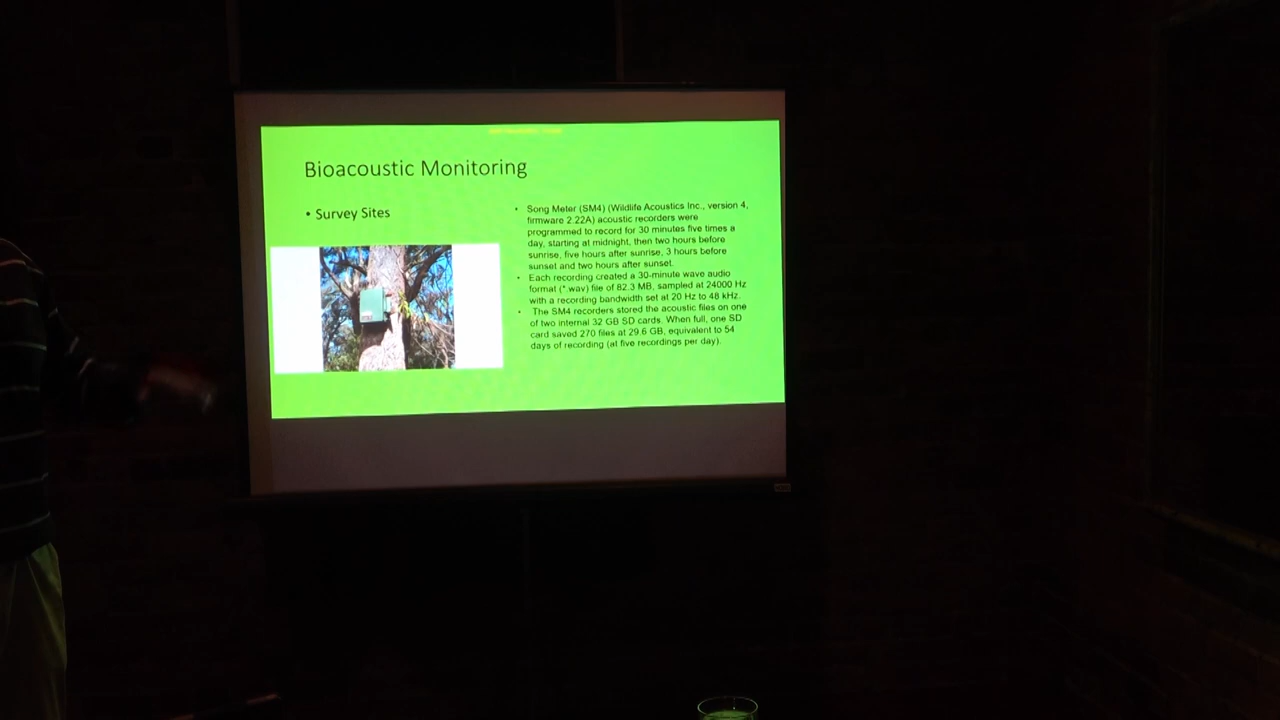 Bioacoustic Monitoring
• Survey Sites
• Song Meter (SM4) (Wildlife Acoustics Inc., version 4,
firmware 2.22A) acoustic recorders were
programmed to record for 30 minutes five times a
day, starting at midnight, then two hours before
sunrise, five hours after sunrise, 3 hours before
sunset and two hours after sunset.
• Each recording created a 30-minute wave audio
format (*.wav) file of 82.3 MB, sampled at 24000 Hz
with a recording bandwidth set at 20 Hz to 48 kHz.
• The SM4 recorders stored the acoustic files on one
of two internal 32 GB SD cards. When full, one SD
card saved 270 files at 29.6 GB, equivalent to 54
days of recording (at five recordings per day).